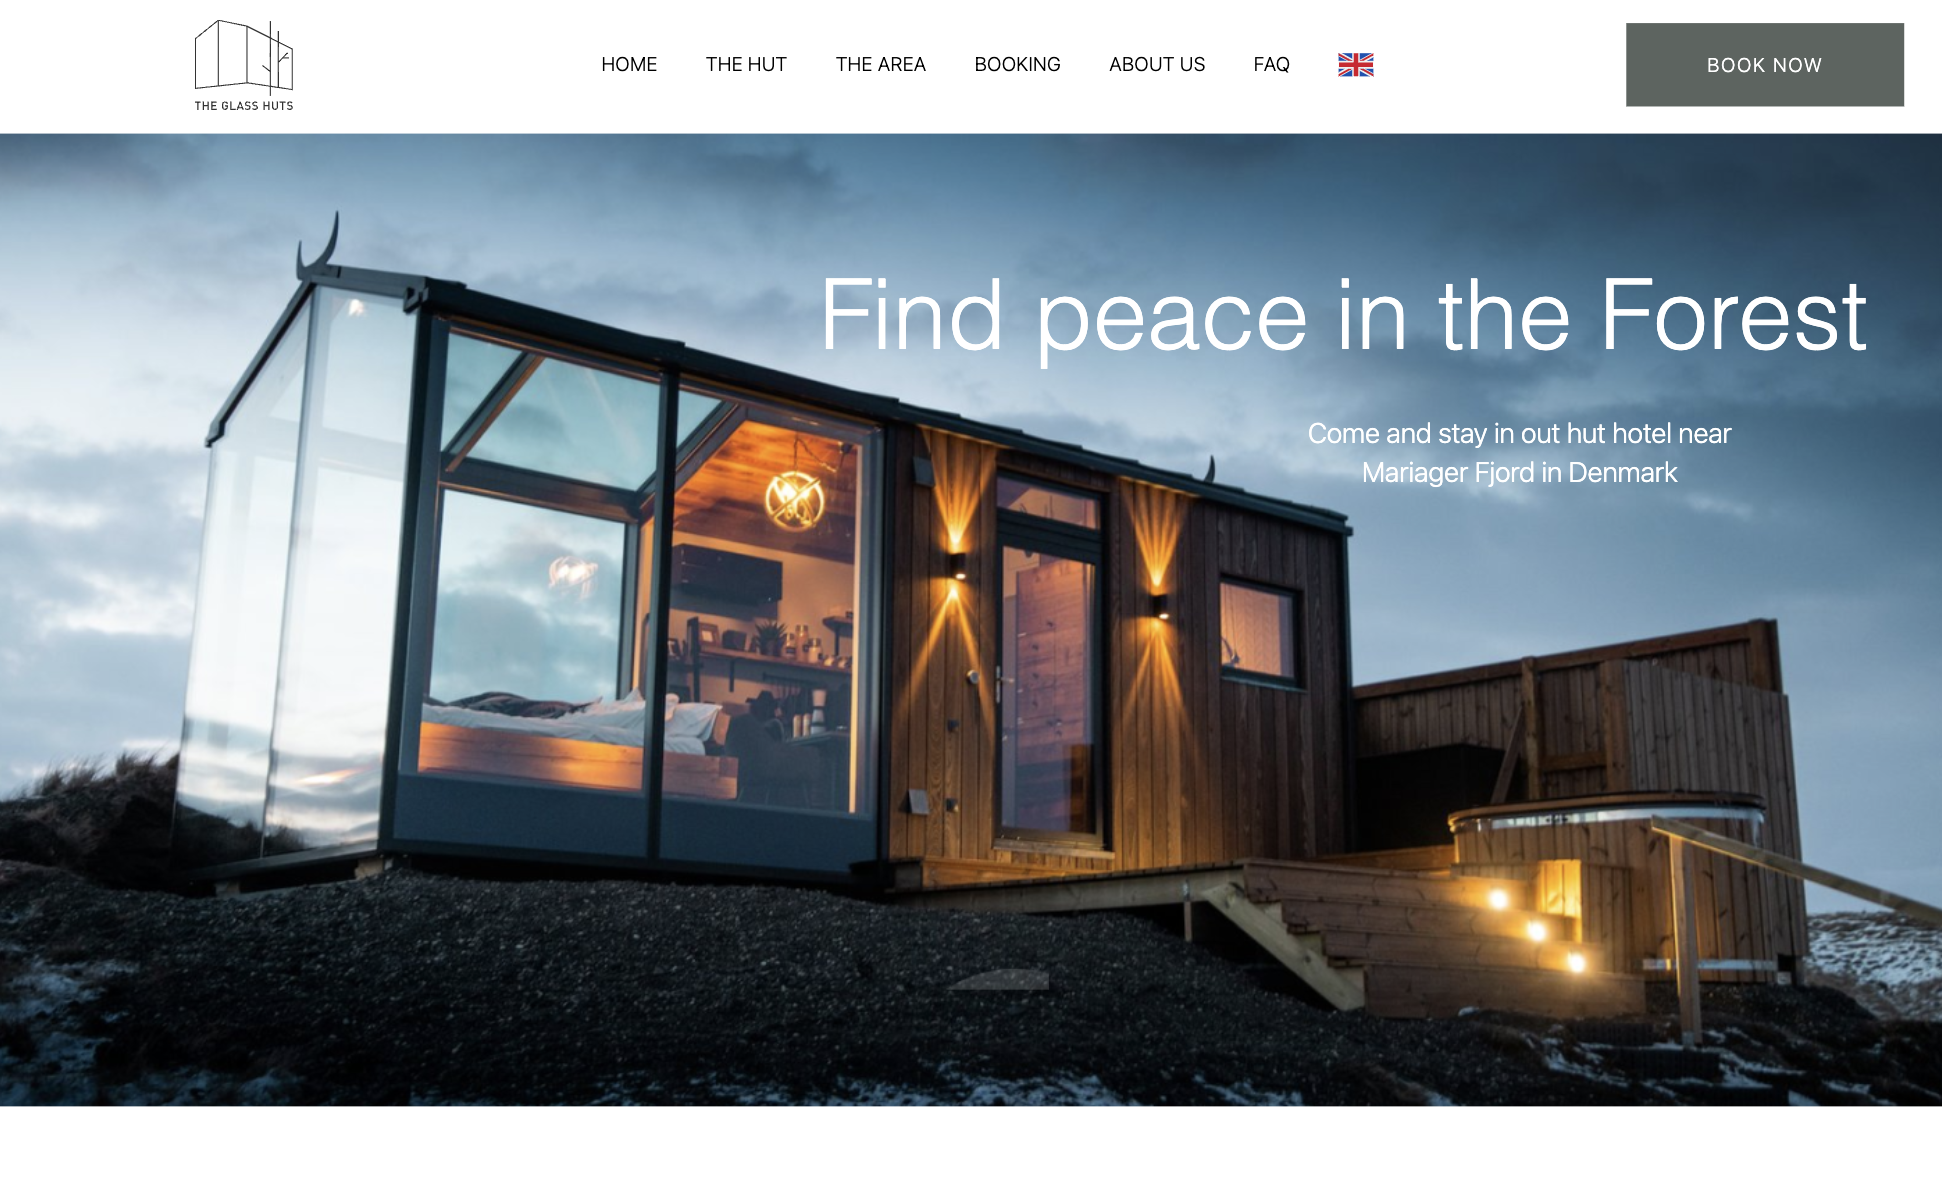 THE GLASS HUTS
HOME THE HUT THE AREA BOOKING ABOUT US FAQ
BOOK NOW
Find peace in the Forest
Come and stay in out hut hotel near
Mariager Fjord in Denmark